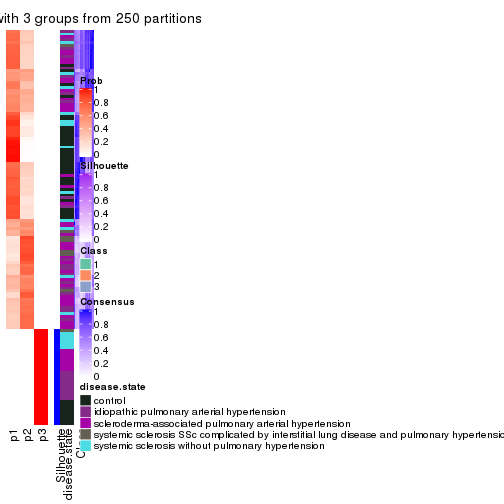 with 3 groups from 250 partitions
Prob
1
0.8
0.6
0.4
0.2
0
Silhouette
1
0.8
0.6
0.4
0.2
0
Class
1
2
3
Consensus
1
0.8
0.6
0.4
0.2
0
disease.state
control
idiopathic pulmonary arterial hypertension
scleroderma-associated pulmonary arterial hypertension
systemic sclerosis SSc complicated by interstitial lung disease and pulmonary hypertensio
systemic sclerosis without pulmonary hypertension
p1
p2
p3
Silhouette
disease.state